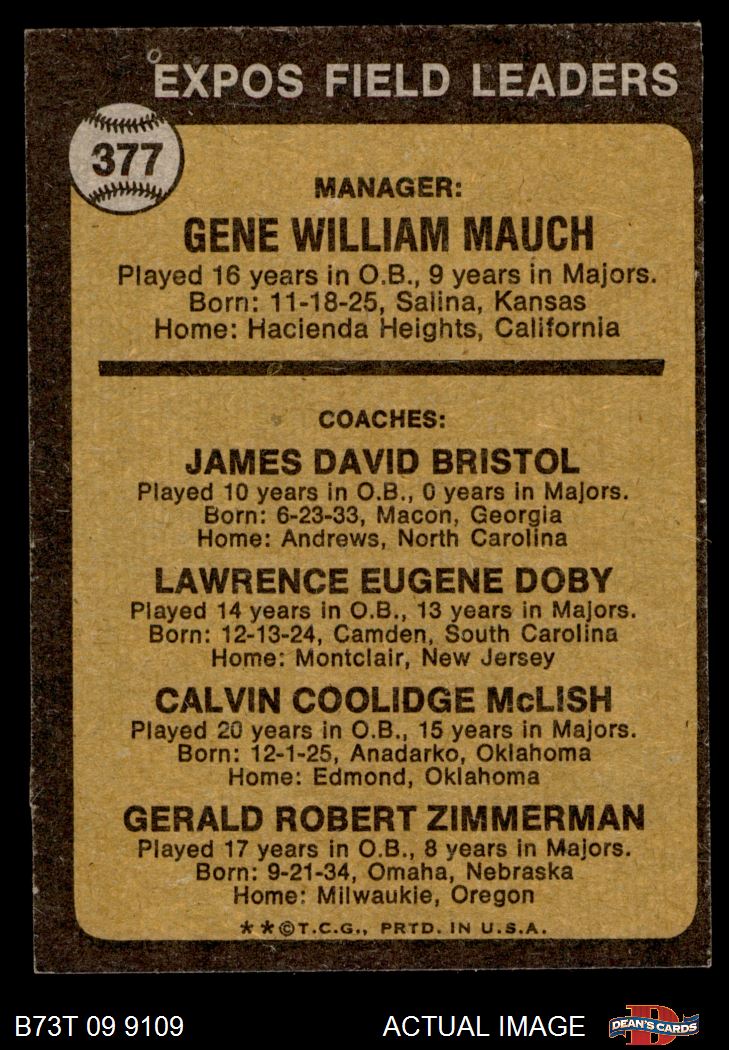 EXPOS FIELD LEADERS
377
MANAGER:
GENE WILLIAM MAUCH
Played 16 years in O.B., 9 years in Majors.
Born: 11-18-25, Salina, Kansas
Home: Hacienda Heights, California
COACHES:
JAMES DAVID BRISTOL
Played 10 years in O.B., 0 years in Majors.
Born: 6-23-33, Macon, Georgia
Home: Andrews, North Carolina
LAWRENCE EUGENE DOBY
Played 14 years in O.B., 13 years in Majors.
Born: 12-13-24, Camden, South Carolina
Home: Montclair, New Jersey
CALVIN COOLIDGE McLISH
Played 20 years in O.B., 15 years in Majors.
Born: 12-1-25, Anadarko, Oklahoma
Home: Edmond, Oklahoma
GERALD ROBERT ZIMMERMAN
Played 17 years in O.B., 8 years in Majors.
Born: 9-21-34, Omaha, Nebraska
Home: Milwaukie, Oregon
**©T.C.G., PRTD. IN U.S.A.
B73T 09 9109 ACTUAL IMAGE DEAN'S CARDS